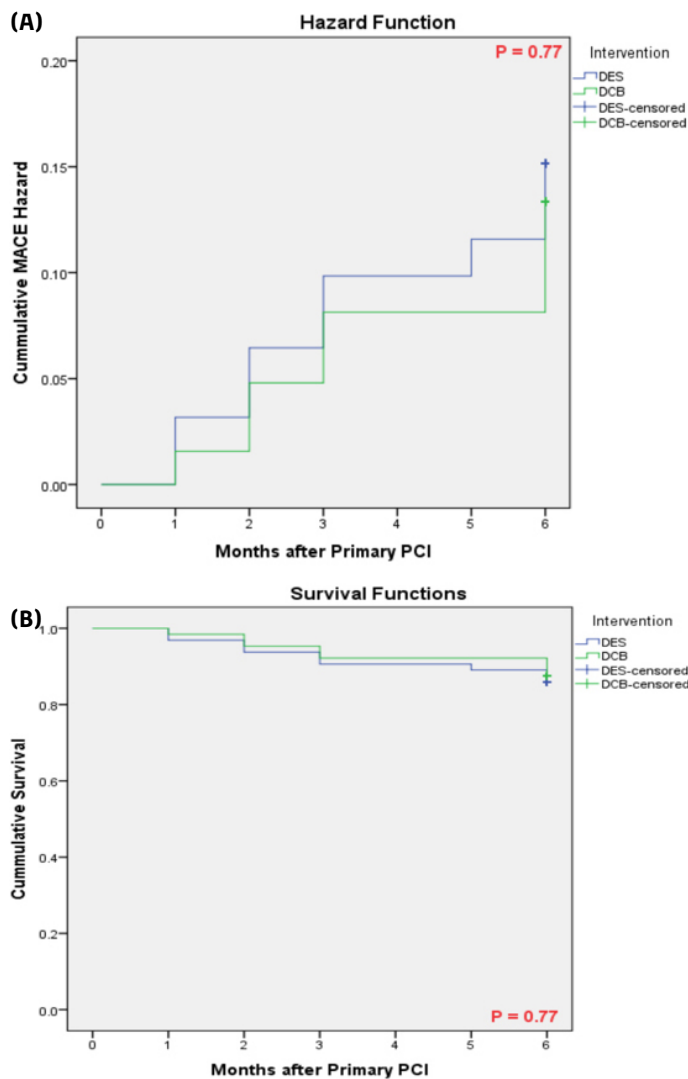 (A)
Hazard Function
P = 0.77
Intervention
DES
DCB
DES-censored
DCB-censored
0.20
0.15
0.10
0.05
0.00
Cummulative MACE Hazard
0 1 2 3 4 5 6
Months after Primary PCI
(B)
Survival Functions
Intervention
DES
DCB
DES-censored
DCB-censored
1.0
0.8
0.6
0.4
0.2
0.0
Cummulative Survival
P = 0.77
0 1 2 3 4 5 6
Months after Primary PCI